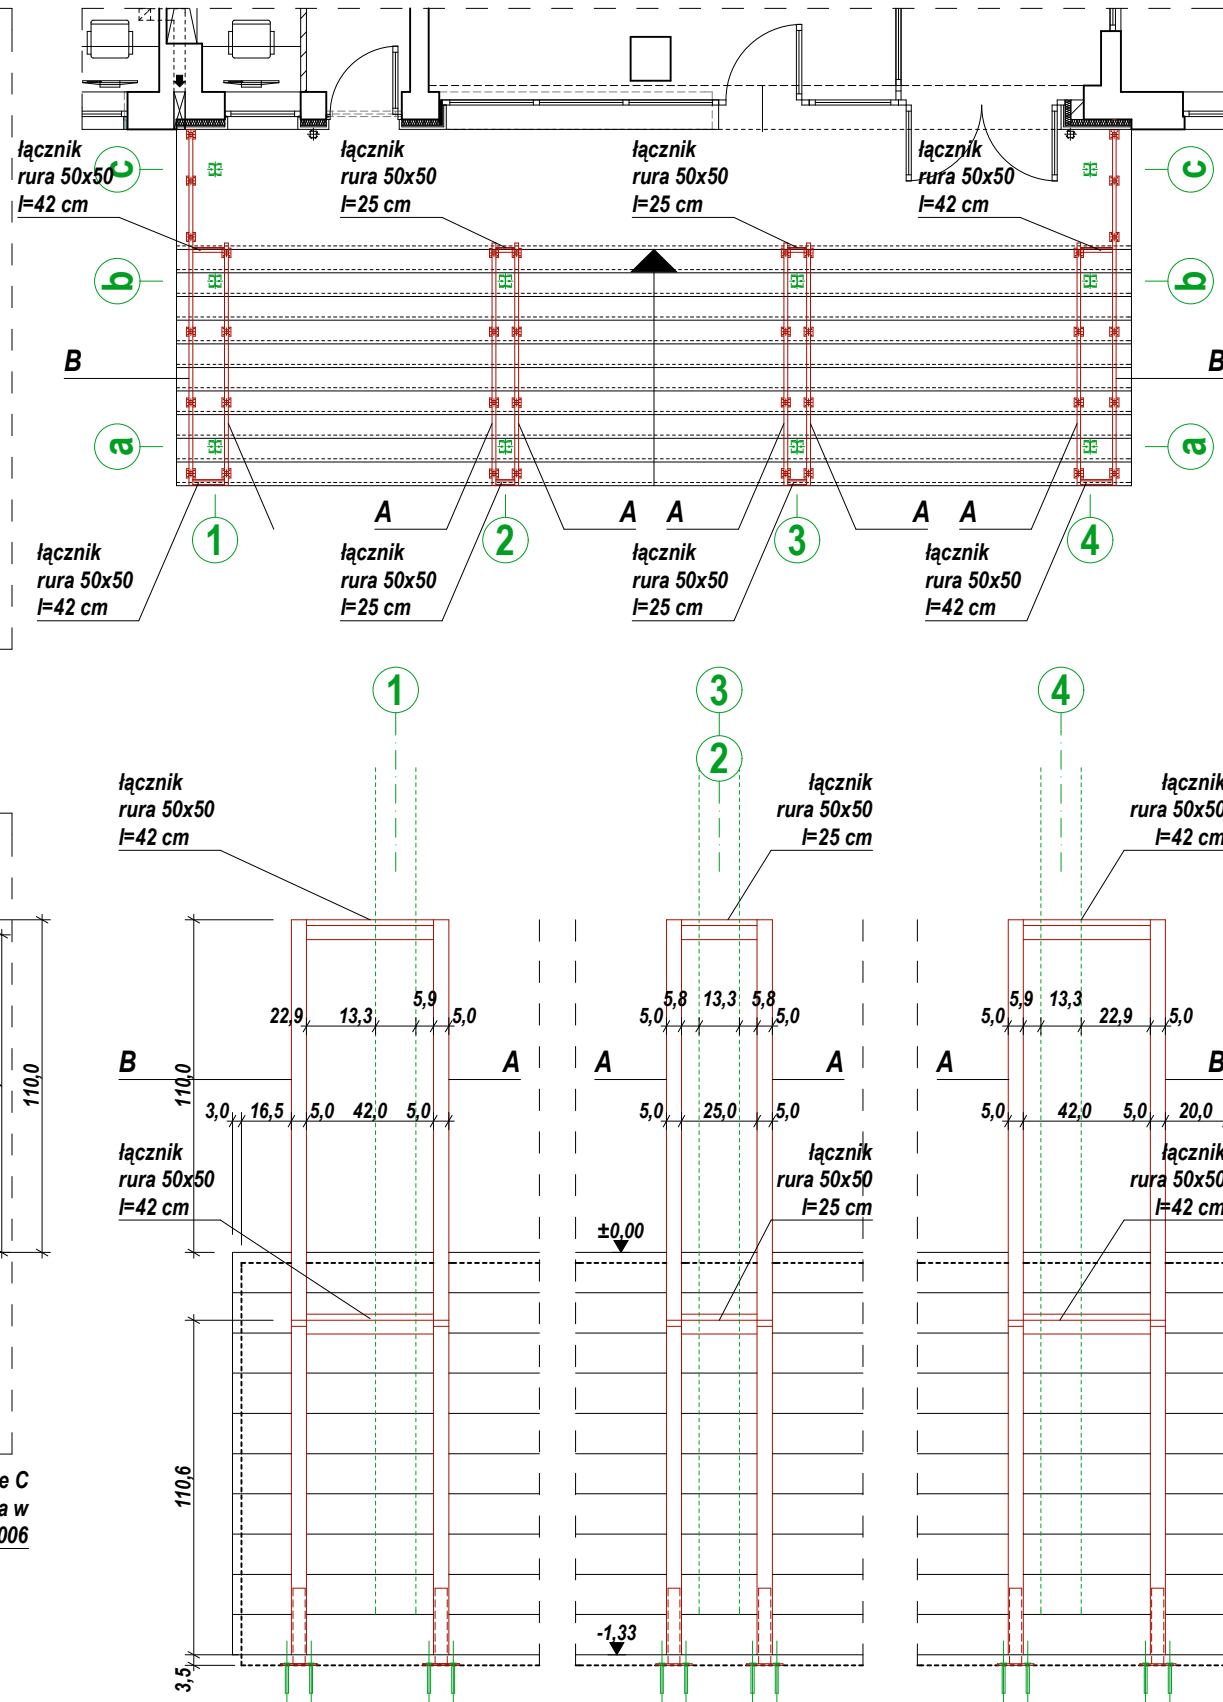 łącznik
rura 50x50
l=42 cm
łącznik
rura 50x50
l=25 cm
łącznik
rura 50x50
l=25 cm
łącznik
rura 50x50
l=42 cm
c
c
b
b
B
B
a
a
A
A
A
A
A
1
2
3
4
łącznik
rura 50x50
l=42 cm
łącznik
rura 50x50
l=25 cm
łącznik
rura 50x50
l=25 cm
łącznik
rura 50x50
l=42 cm
1
3
2
4
łącznik
rura 50x50
l=42 cm
łącznik
rura 50x50
l=25 cm
łącznik
rura 50x50
l=42 cm
110,0
110,0
22,9 13,3 5,9 5,0
5,0 5,8 13,3 5,8 5,0
5,0 5,9 13,3 22,9 5,0
B
A
A
A
A
B
3,0 16,5 5,0 42,0 5,0
5,0 25,0 5,0
5,0 42,0 5,0 20,0
łącznik
rura 50x50
l=42 cm
łącznik
rura 50x50
l=25 cm
łącznik
rura 50x50
l=42 cm
±0,00
110,6
e C
a w
006
-1,33
3,5